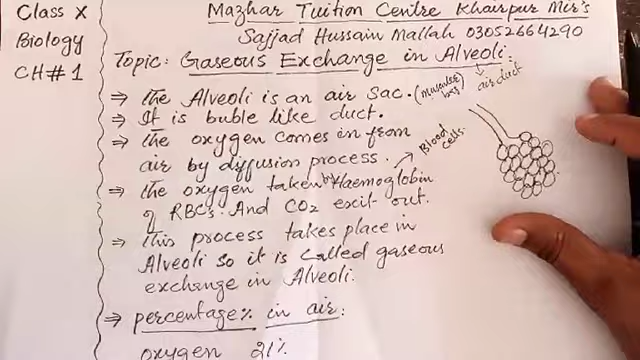 Class X
Biology
CH# 1
Mazhar Tuition Centre Khairpur Mir's
Sajjad Hussain Mallah 03052664290
Topic: Gaseous Exchange in Alveoli.
air duct
⇒ The Alveoli is an air sac.
⇒ It is buble like duct.
⇒ The oxygen comes in from
air by diffusion process.
Blood cells.
⇒ The oxygen taken by Haemoglobin
of RBCs. And CO2 exit out.
⇒ This process takes place in
Alveoli so it is called gaseous
exchange in Alveoli.
⇒ percentage% in air:
oxygen 21%